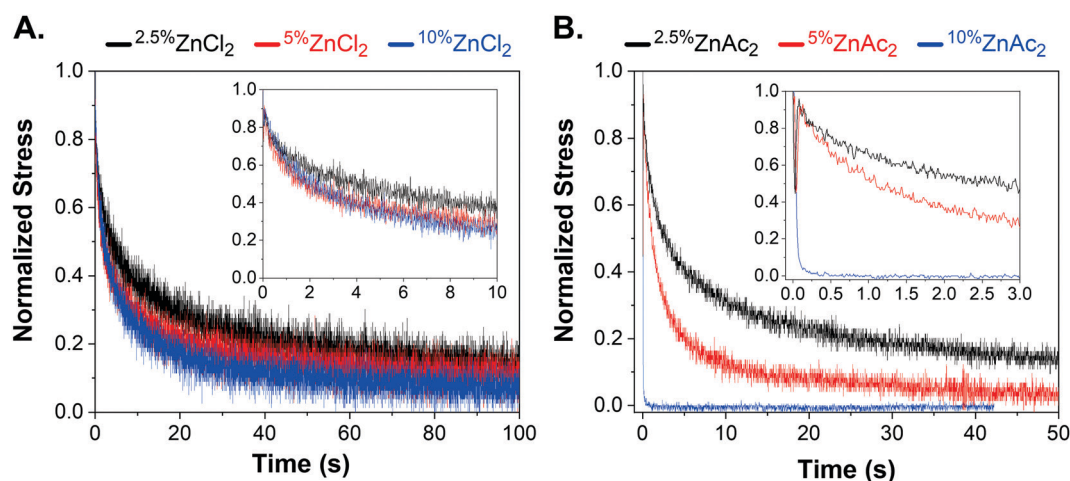 A.
2.5%ZnCl2 5%ZnCl2 10%ZnCl2
Normalized Stress
1.0
0.8
0.6
0.4
0.2
0.0
0 20 40 60 80 100
Time (s)
1.0
0.8
0.6
0.4
0.2
0.0
0 2 4 6 8 10
B.
2.5%ZnAc2 5%ZnAc2 10%ZnAc2
Normalized Stress
1.0
0.8
0.6
0.4
0.2
0.0
0 10 20 30 40 50
Time (s)
1.0
0.8
0.6
0.4
0.2
0.0
0.0 0.5 1.0 1.5 2.0 2.5 3.0